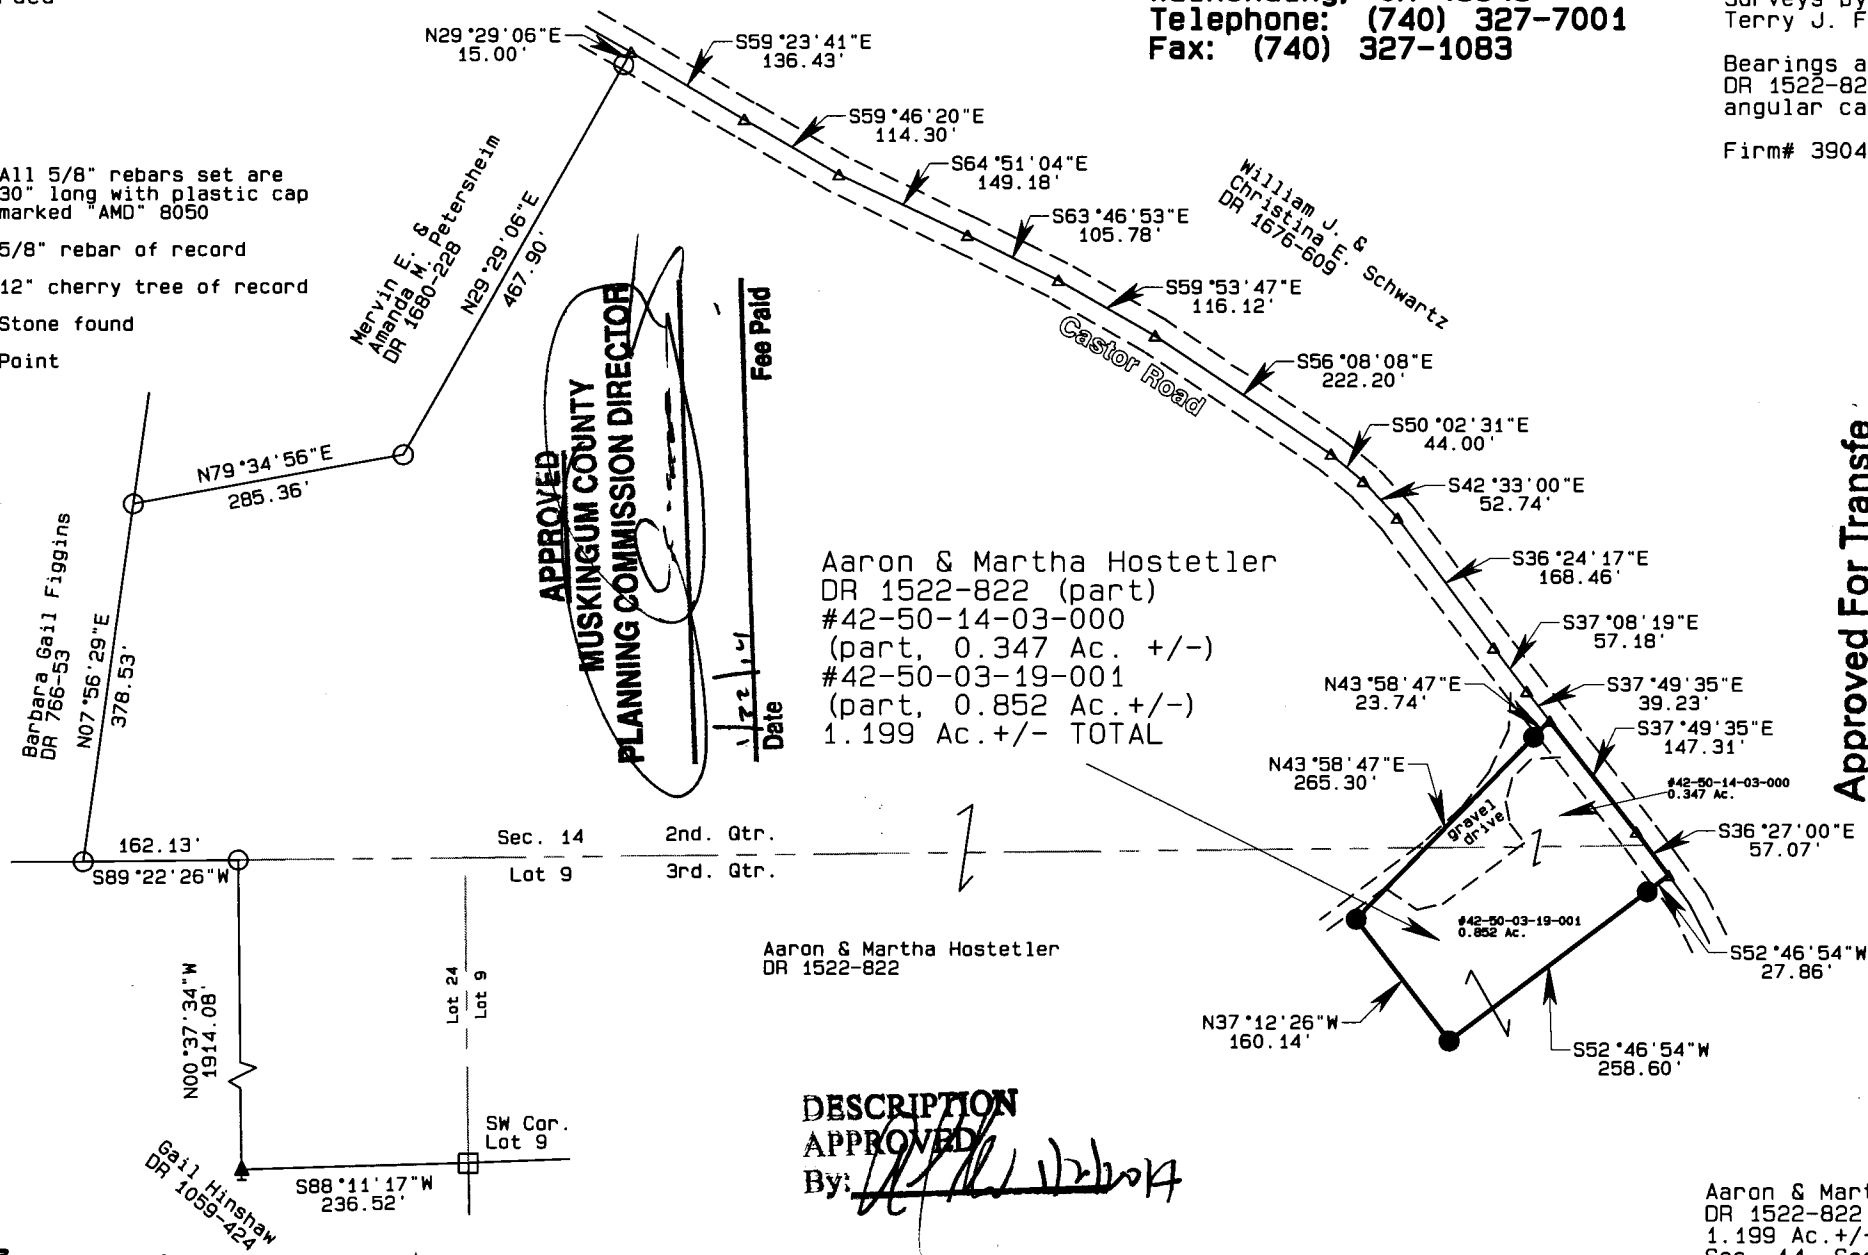 Telephone: (740) 327-7001
Fax: (740) 327-1083
Terry J. F
Bearings a
DR 1522-82
angular ca
Firm# 3904
N29°29'06"E
15.00'
S59°23'41"E
136.43'
S59°46'20"E
114.30'
S64°51'04"E
149.18'
S63°46'53"E
105.78'
S59°53'47"E
116.12'
S56°08'08"E
222.20'
S50°02'31"E
44.00'
S42°33'00"E
52.74'
S36°24'17"E
168.46'
S37°08'19"E
57.18'
S37°49'35"E
39.23'
S37°49'35"E
147.31'
William J. &
Christina E. Schwartz
DR 1676-609
Castor Road
All 5/8" rebars set are
30" long with plastic cap
marked "AMD" 8050
5/8" rebar of record
12" cherry tree of record
Stone found
Point
Mervin E. &
Amanda M. Petersheim
DR 1680-228
N29°29'06"E
467.90'
N79°34'56"E
285.36'
Barbara Gail Figgins
DR 766-53
N07°56'29"E
378.53'
APPROVED
MUSKINGUM COUNTY
PLANNING COMMISSION DIRECTOR
Fee Paid
Date
Aaron & Martha Hostetler
DR 1522-822 (part)
#42-50-14-03-000
(part, 0.347 Ac. +/-)
#42-50-03-19-001
(part, 0.852 Ac.+/-)
1.199 Ac.+/- TOTAL
Approved For Transfe
N43°58'47"E
23.74'
N43°58'47"E
265.30'
gravel
drive
#42-50-14-03-000
0.347 Ac.
S36°27'00"E
57.07'
#42-50-03-19-001
0.852 Ac.
S52°46'54"W
27.86'
N37°12'26"W
160.14'
S52°46'54"W
258.60'
162.13'
S89°22'26"W
Sec. 14 2nd. Qtr.
Lot 9 3rd. Qtr.
Aaron & Martha Hostetler
DR 1522-822
Lot 24
Lot 9
N00°37'34"W
1914.08'
SW Cor.
Lot 9
S88°11'17"W
236.52'
Gail Hinshaw
DR 1059-424
DESCRIPTION
APPROVED
By: 1/2/2014
Aaron & Mart
DR 1522-822
1.199 Ac.+/-